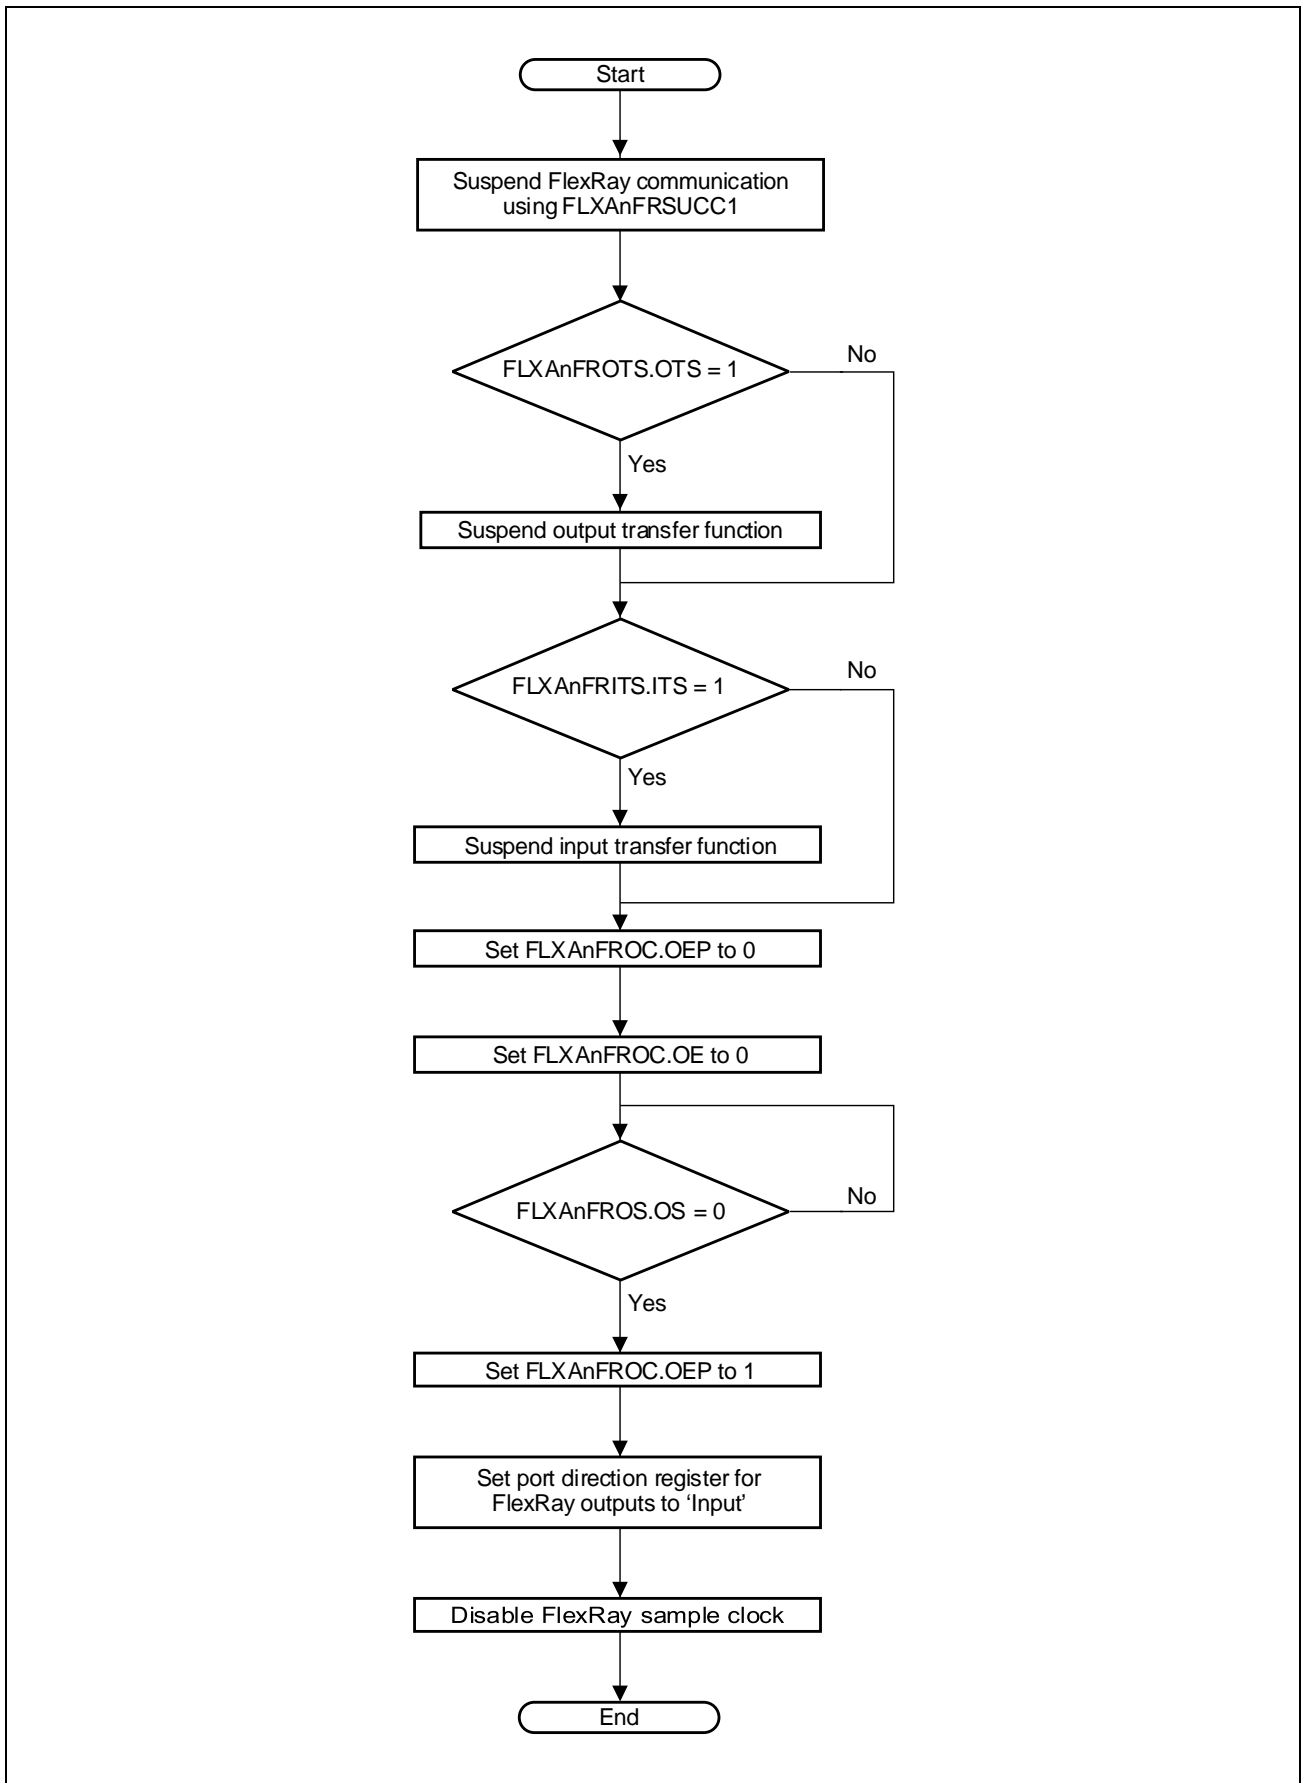 Start
Suspend FlexRay communication
using FLXAnFRSUCC1
FLXAnFROTS.OTS = 1
No
Yes
Suspend output transfer function
FLXAnFRITS.ITS = 1
No
Yes
Suspend input transfer function
Set FLXAnFROC.OEP to 0
Set FLXAnFROC.OE to 0
FLXAnFROS.OS = 0
No
Yes
Set FLXAnFROC.OEP to 1
Set port direction register for
FlexRay outputs to ‘Input’
Disable FlexRay sample clock
End